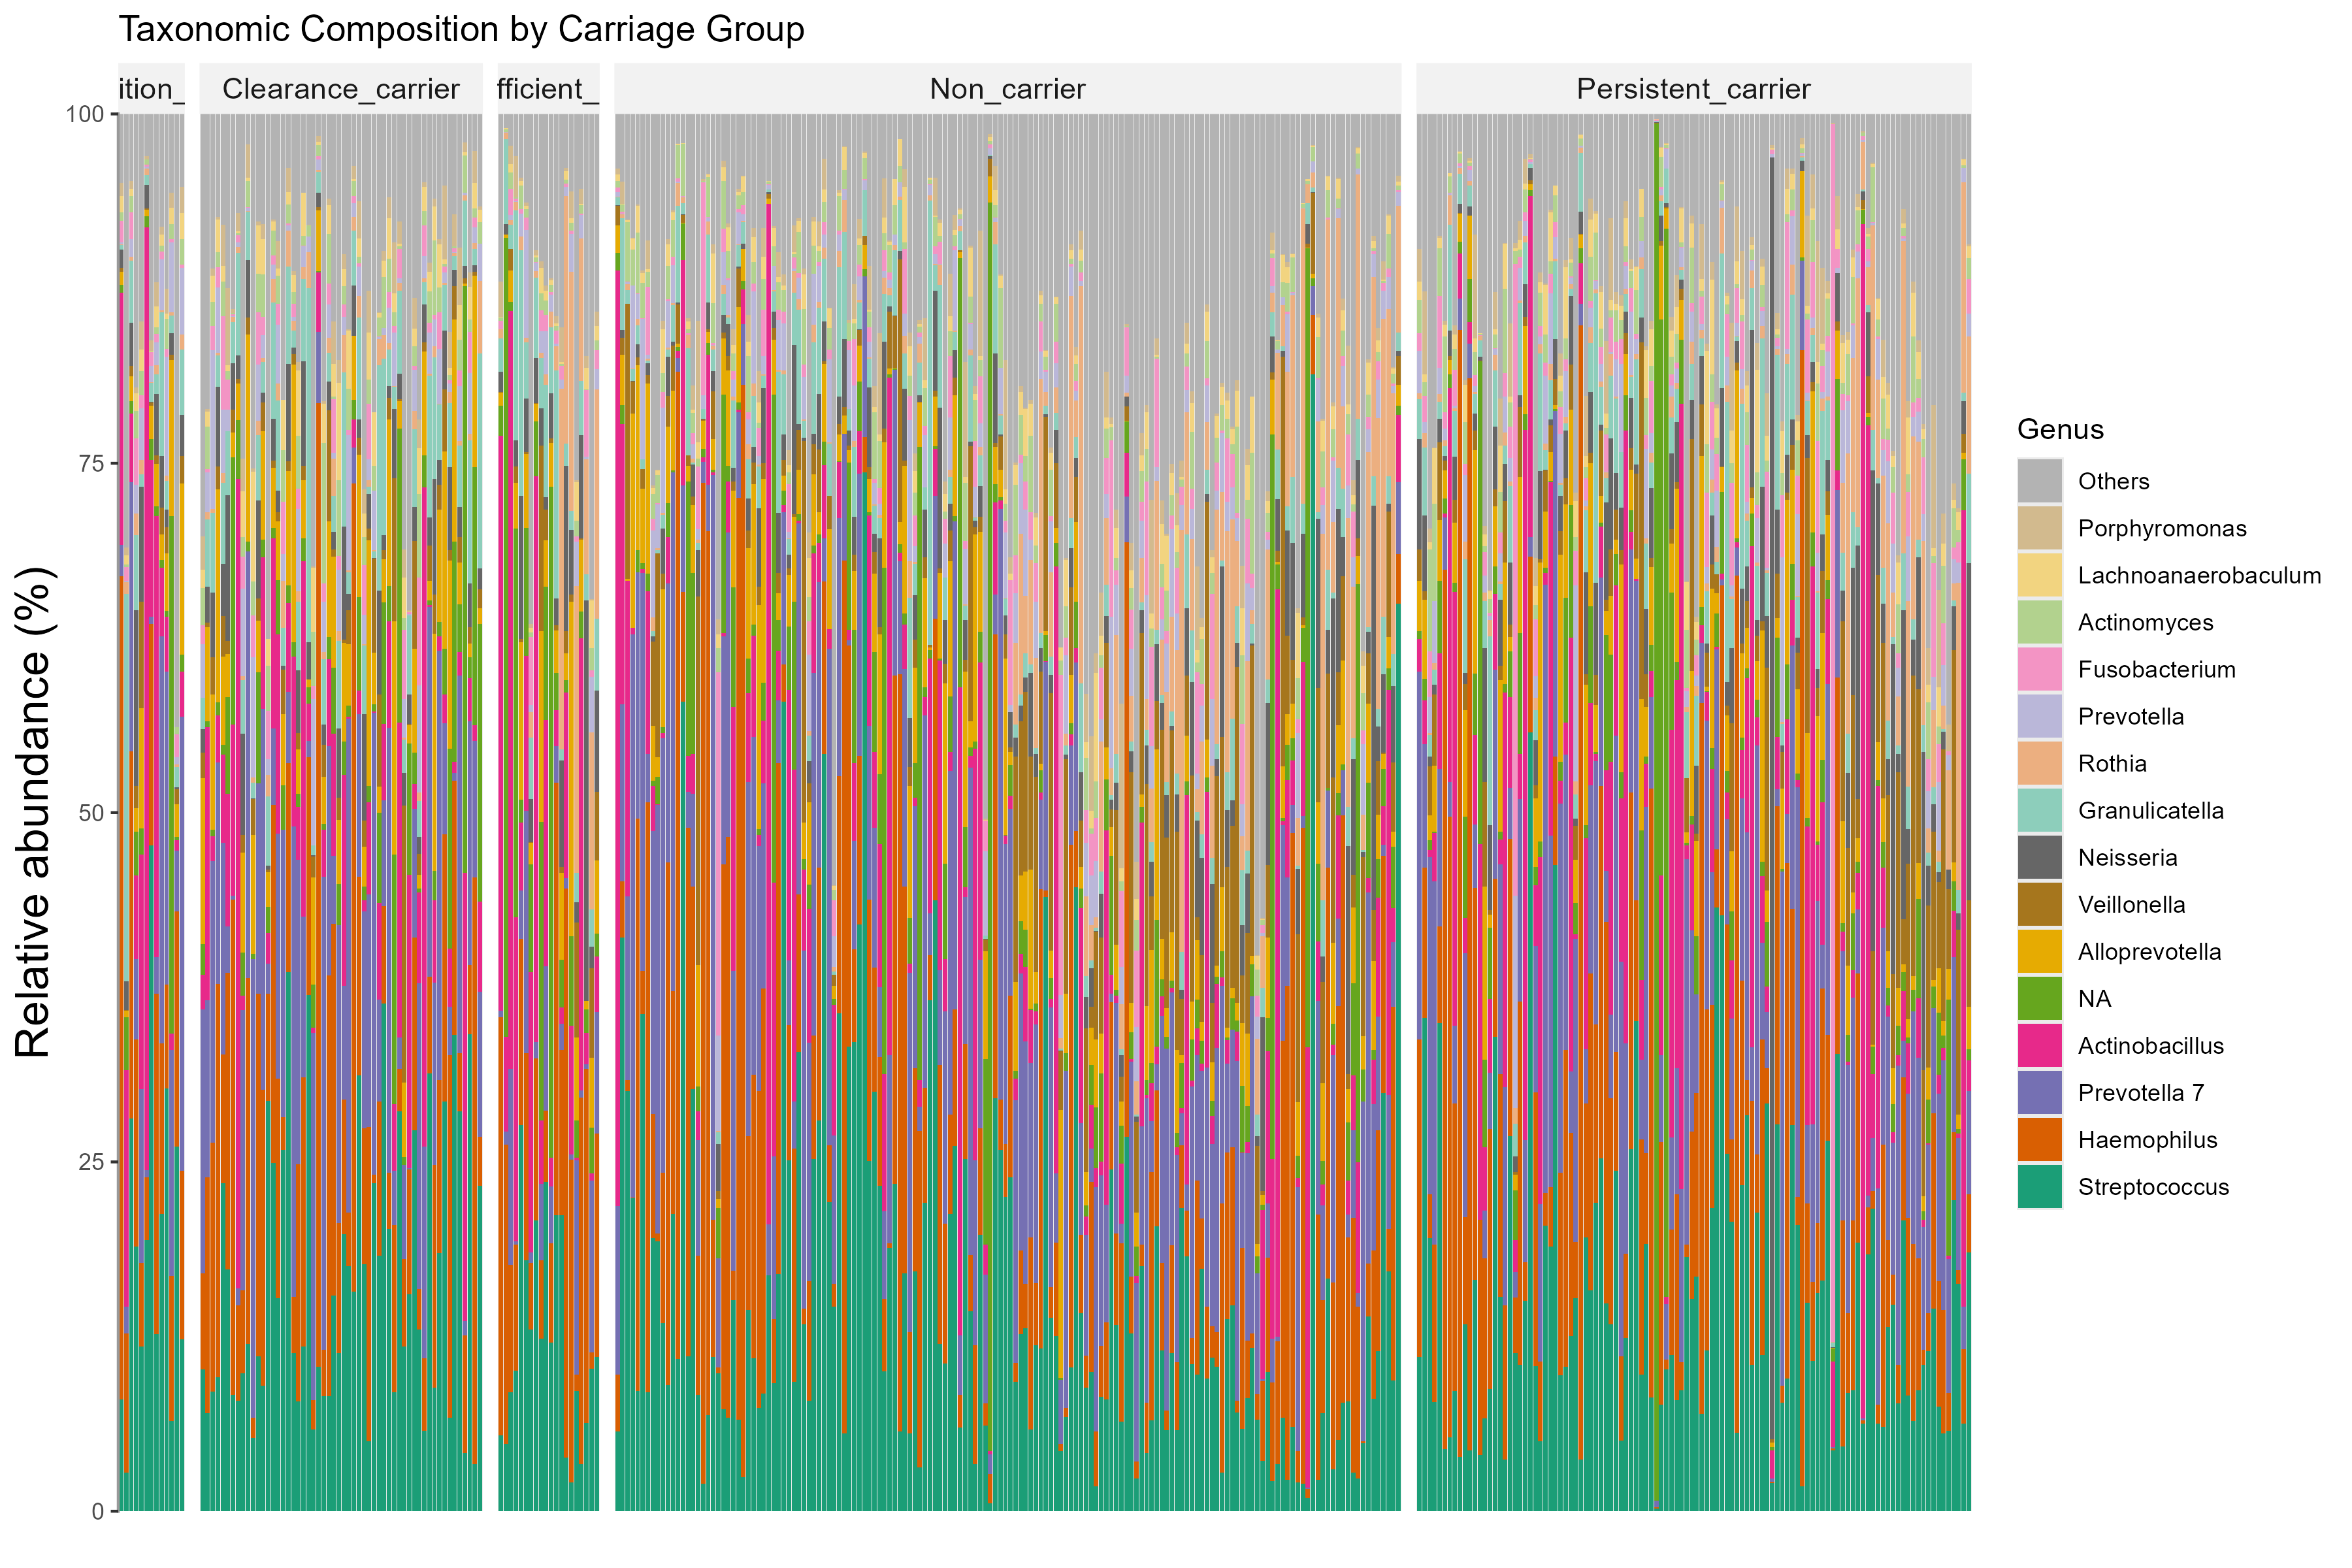 Taxonomic Composition by Carriage Group
ition_ Clearance_carrier fficient_ Non_carrier Persistent_carrier
Relative abundance (%)
100
75
50
25
0
Genus
Others
Porphyromonas
Lachnoanaerobaculum
Actinomyces
Fusobacterium
Prevotella
Rothia
Granulicatella
Neisseria
Veillonella
Alloprevotella
NA
Actinobacillus
Prevotella 7
Haemophilus
Streptococcus